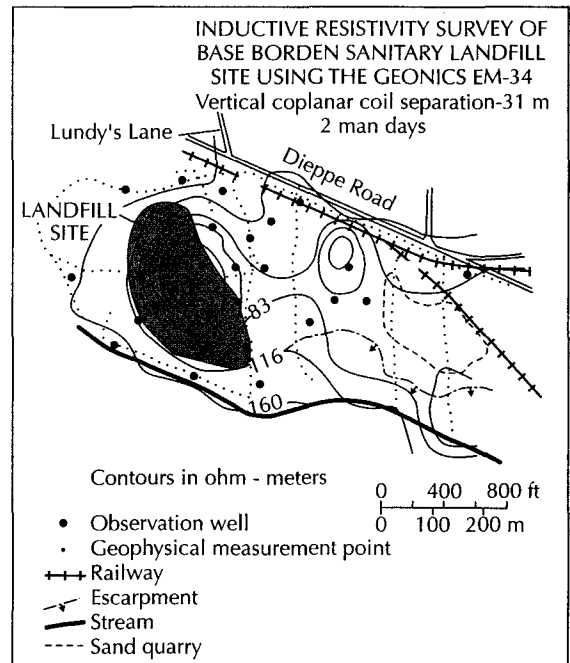 INDUCTIVE RESISTIVITY SURVEY OF
BASE BORDEN SANITARY LANDFILL
SITE USING THE GEONICS EM-34
Vertical coplanar coil separation-31 m
2 man days
Lundy's Lane
Dieppe Road
LANDFILL
SITE
83
116
160
Contours in ohm - meters
0 400 800 ft
0 100 200 m
Observation well
Geophysical measurement point
Railway
Escarpment
Stream
Sand quarry